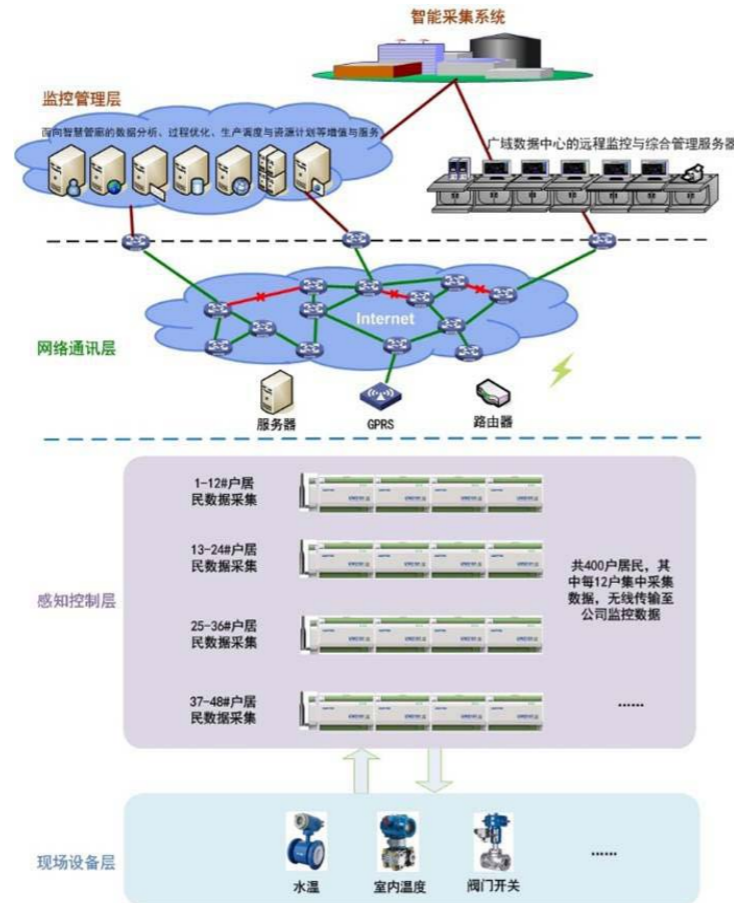 智能采集系统
监控管理层
面向智慧管廊的数据分析、过程优化、生产调度与资源计划等增值与服务
广域数据中心的远程监控与综合管理服务器
Internet
网络通讯层
服务器
GPRS
路由器
1-12#户居
民数据采集
13-24#户居
民数据采集
共400户居民，其
中每12户集中采集
数据，无线传输至
公司监控数据
感知控制层
25-36#户居
民数据采集
37-48#户居
民数据采集
……
现场设备层
水温
室内温度
阀门开关
……